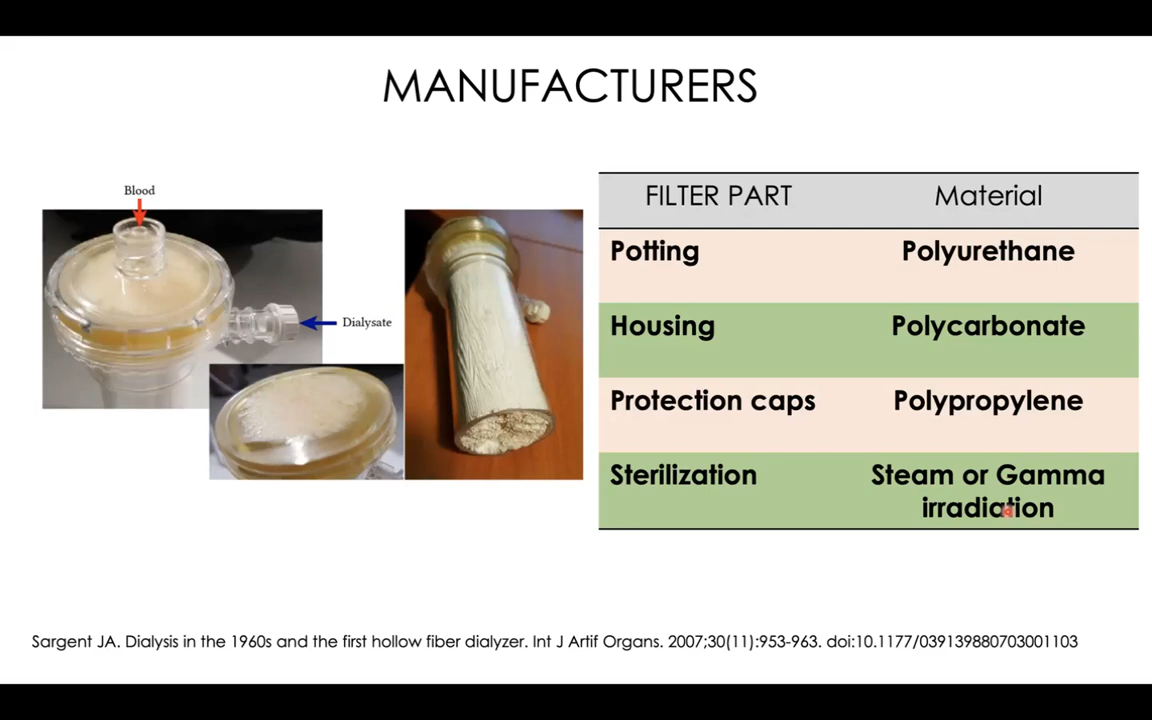 MANUFACTURERS
Blood
Dialysate
FILTER PART Material
Potting Polyurethane
Housing Polycarbonate
Protection caps Polypropylene
Sterilization Steam or Gamma
irradiation
Sargent JA. Dialysis in the 1960s and the first hollow fiber dialyzer. Int J Artif Organs. 2007;30(11):953-963. doi:10.1177/039139880703001103